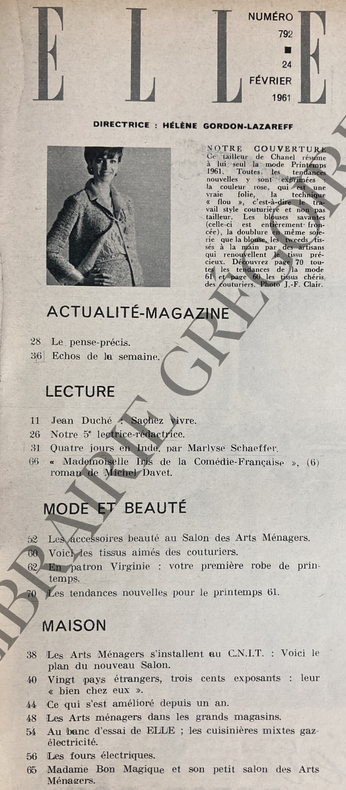 ELLE
NUMÉRO
792
24
FÉVRIER
1961
DIRECTRICE : HÉLÈNE GORDON-LAZAREFF
NOTRE COUVERTURE
Ce tailleur de Chanel résume
à lui seul la mode Printemps
1961. Toutes les tendances
nouvelles y sont exprimées :
la couleur rose, qui est une
vraie folie, la technique
« flou », c'est-à-dire le tra-
vail style couturière et non pas
tailleur. Les blouses savantes
(celle-ci est entièrement fron-
cée), la doublure de même soie-
rie que la blouse, les tweeds tis-
sés à la main par des artisans
qui renouvellent ce tissu pré-
cieux. Découvrez page 70 tou-
tes les tendances de la mode
61, et page 60 les tissus chéris
des couturiers. Photo J.-F. Clair.
ACTUALITÉ-MAGAZINE
28 Le pense-précis.
36 Echos de la semaine.
LECTURE
11 Jean Duché : Sachez vivre.
26 Notre 5e lectrice-rédactrice.
31 Quatre jours en Inde, par Marlyse Schaeffer.
66 « Mademoiselle Iris de la Comédie-Française », (6)
roman de Michel Davet.
MODE ET BEAUTÉ
52 Les accessoires beauté au Salon des Arts Ménagers.
60 Voici les tissus aimés des couturiers.
62 En patron Virginie : votre première robe de prin-
temps.
70 Les tendances nouvelles pour le printemps 61.
MAISON
38 Les Arts Ménagers s'installent au C.N.I.T. : Voici le
plan du nouveau Salon.
40 Vingt pays étrangers, trois cents exposants : leur
« bien chez eux ».
44 Ce qui s'est amélioré depuis un an.
48 Les Arts ménagers dans les grands magasins.
54 Au banc d'essai de ELLE ; les cuisinières mixtes gaz-
électricité.
56 Les fours électriques.
65 Madame Bon Magique et son petit salon des Arts
Ménagers.
LIBRAIRIE GRÉGOIRE